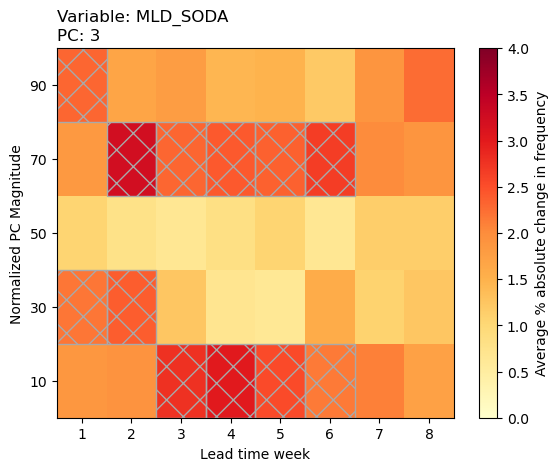 Variable: MLD_SODA
PC: 3
Normalized PC Magnitude
90
70
50
30
10
1 2 3 4 5 6 7 8
Lead time week
4.0
3.5
3.0
2.5
2.0
1.5
1.0
0.5
0.0
Average % absolute change in frequency